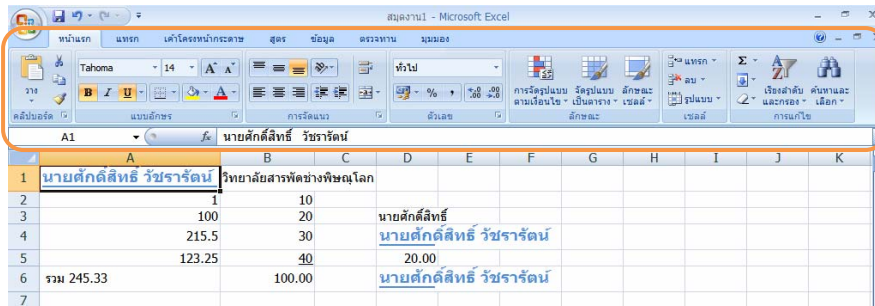 สมุดงาน1 - Microsoft Excel
หน้าแรก แทรก เค้าโครงหน้ากระดาษ สูตร ข้อมูล ตรวจทาน มุมมอง
วาง Tahoma 14 A A ทั่วไป แทรก Σ
B I U A % , การจัดรูปแบบตามเงื่อนไข จัดรูปแบบเป็นตาราง ลักษณะเซลล์ ลบ รูปแบบ เรียงลำดับและกรอง ค้นหาและเลือก
คลิปบอร์ด แบบอักษร การจัดแนว ตัวเลข ลักษณะ เซลล์ การแก้ไข
A1 fx นายศักดิ์สิทธิ์ วัชรารัตน์
A B C D E F G H I J K
1 นายศักดิ์สิทธิ์ วัชรารัตน์ วิทยาลัยสารพัดช่างพิษณุโลก
2 1 10
3 100 20 นายศักดิ์สิทธิ์
4 215.5 30 นายศักดิ์สิทธิ์ วัชรารัตน์
5 123.25 40 20.00
6 รวม 245.33 100.00 นายศักดิ์สิทธิ์ วัชรารัตน์
7